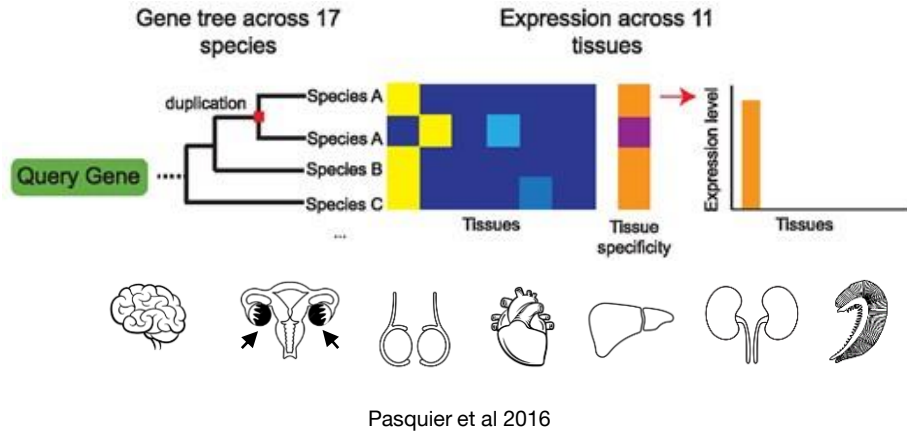 Gene tree across 17
species
Expression across 11
tissues
duplication
Species A
Species A
Species B
Species C
...
Query Gene
Tissues
Tissue
specificity
Expression level
Tissues
Pasquier et al 2016